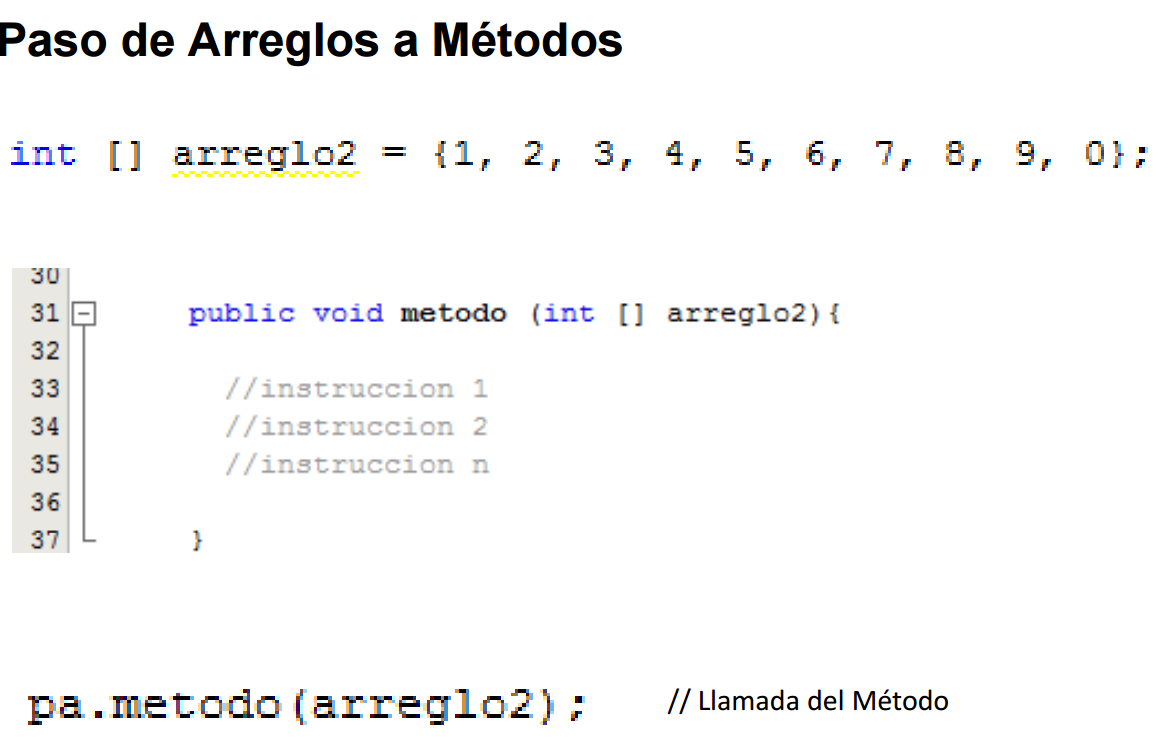 Paso de Arreglos a Métodos
int [] arreglo2 = {1, 2, 3, 4, 5, 6, 7, 8, 9, 0};
30
31 public void metodo (int [] arreglo2){
32
33 //instruccion 1
34 //instruccion 2
35 //instruccion n
36
37 }
pa.metodo(arreglo2); // Llamada del Método